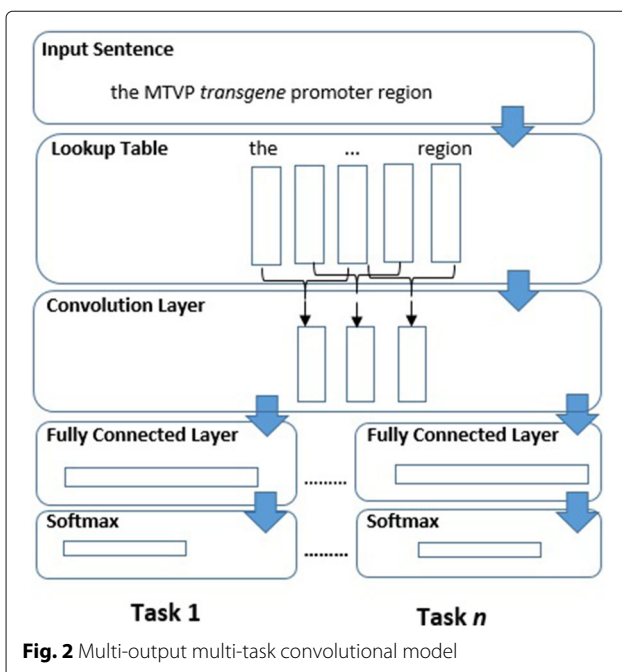 Input Sentence
the MTVP transgene promoter region
Lookup Table the ... region
Convolution Layer
Fully Connected Layer ......... Fully Connected Layer
Softmax ......... Softmax
Task 1 Task n
Fig. 2 Multi-output multi-task convolutional model